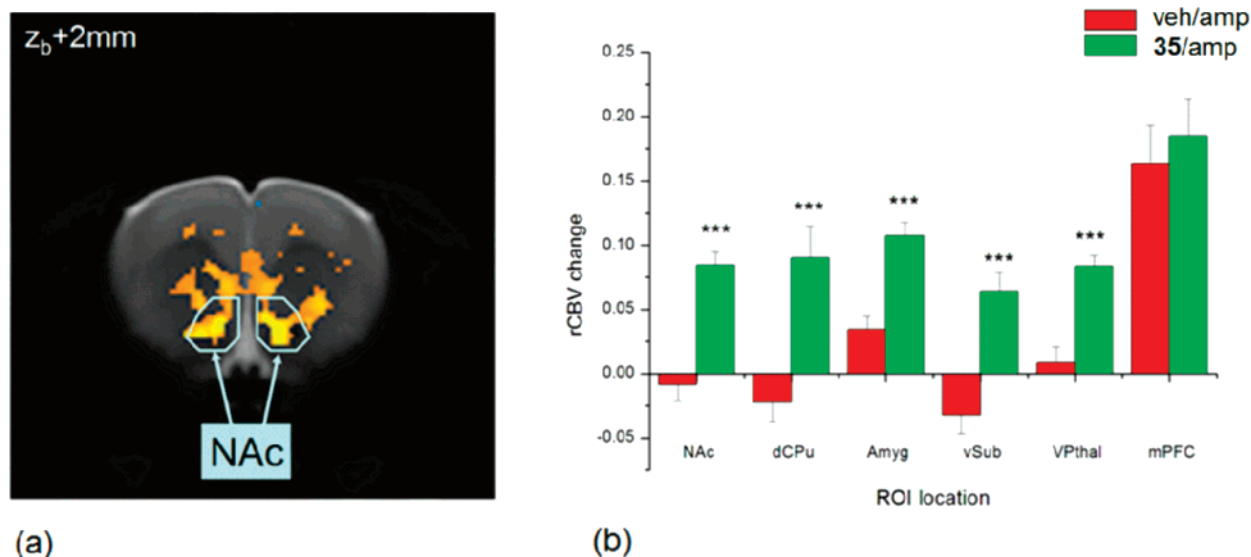 z_b+2mm
NAc
(a)
veh/amp
35/amp
rCBV change
0.25
0.20
0.15
0.10
0.05
0.00
-0.05
***
***
***
***
***
NAc dCPu Amyg vSub VPthal mPFC
ROI location
(b)